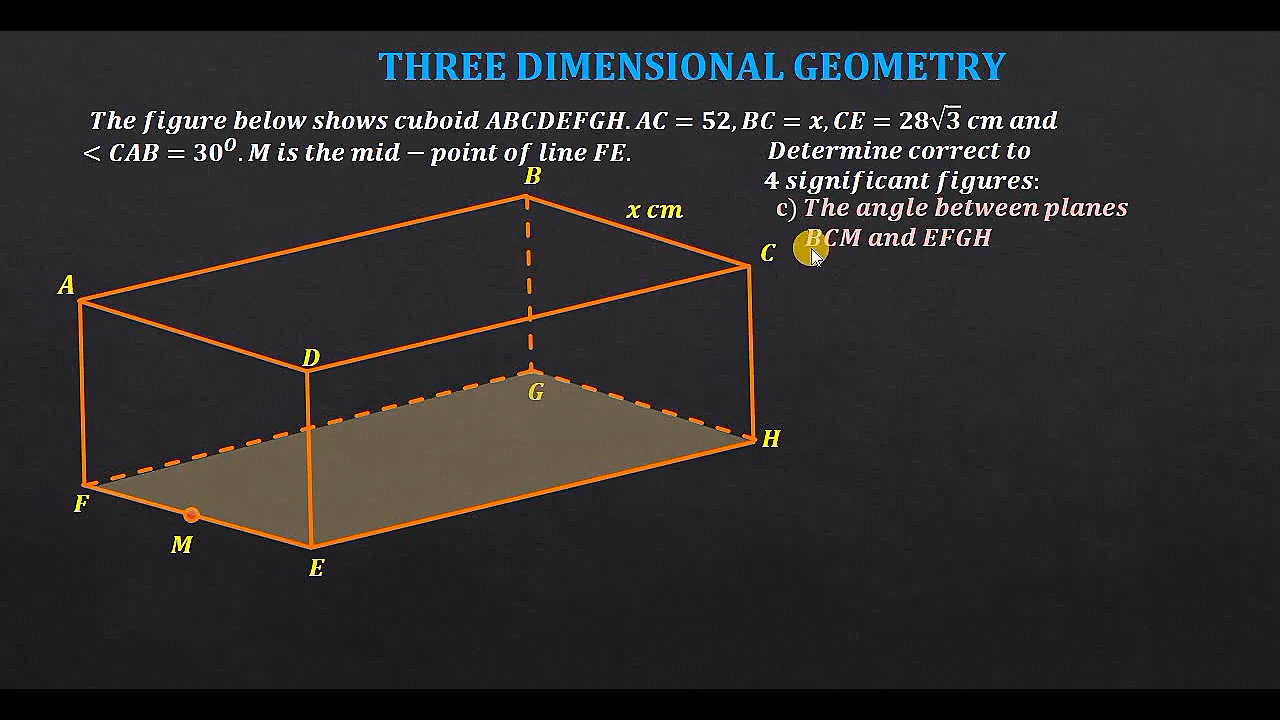 THREE DIMENSIONAL GEOMETRY
The figure below shows cuboid ABCDEFGH. AC = 52, BC = x, CE = 28√3 cm and
< CAB = 30⁰. M is the mid − point of line FE.
Determine correct to
4 significant figures:
c) The angle between planes
BCM and EFGH
B
x cm
C
A
D
G
H
F
M
E